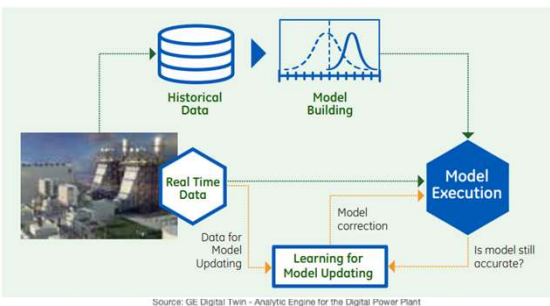 Historical
Data
Model
Building
Real Time
Data
Model
Execution
Model
correction
Data for
Model
Updating
Learning for
Model Updating
Is model still
accurate?
Source: GE Digital Twin - Analytic Engine for the Digital Power Plant